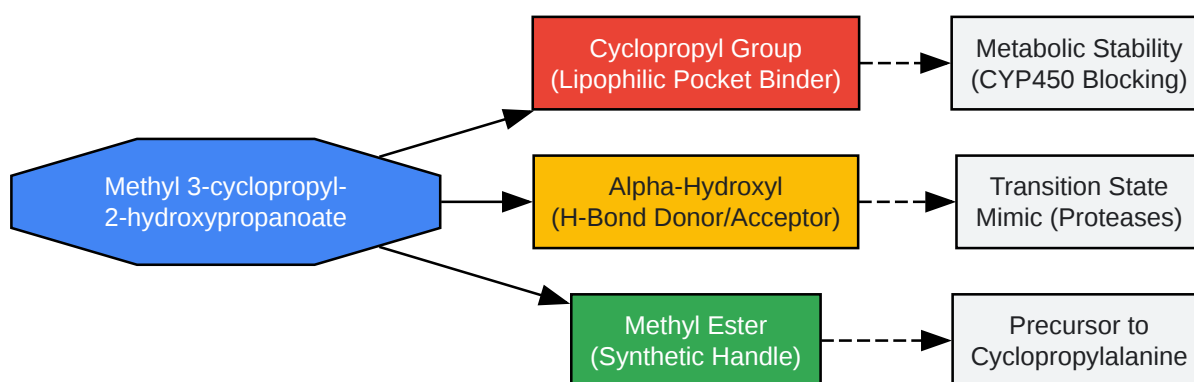 Methyl 3-cyclopropyl-
2-hydroxypropanoate
Cyclopropyl Group
(Lipophilic Pocket Binder)
Metabolic Stability
(CYP450 Blocking)
Alpha-Hydroxyl
(H-Bond Donor/Acceptor)
Transition State
Mimic (Proteases)
Methyl Ester
(Synthetic Handle)
Precursor to
Cyclopropylalanine